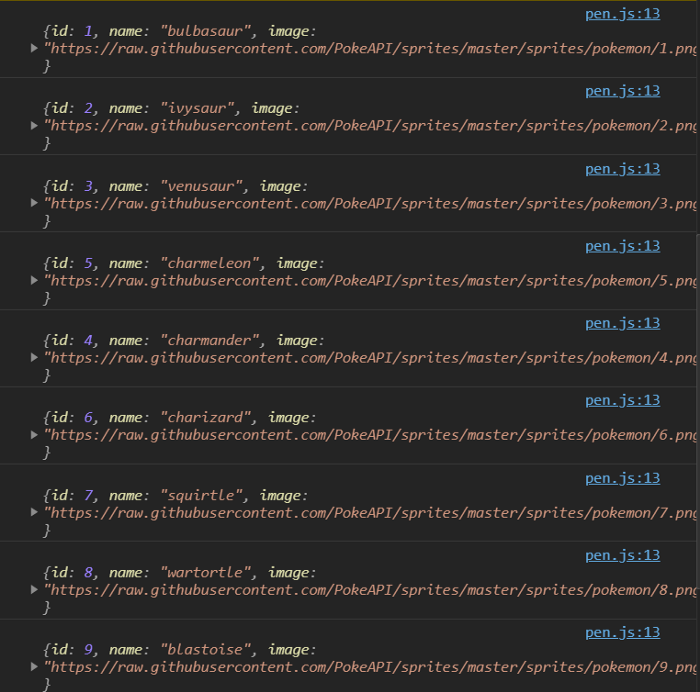 pen.js:13
{id: 1, name: "bulbasaur", image:
"https://raw.githubusercontent.com/PokeAPI/sprites/master/sprites/pokemon/1.png
}
pen.js:13
{id: 2, name: "ivysaur", image:
"https://raw.githubusercontent.com/PokeAPI/sprites/master/sprites/pokemon/2.png
}
pen.js:13
{id: 3, name: "venusaur", image:
"https://raw.githubusercontent.com/PokeAPI/sprites/master/sprites/pokemon/3.png
}
pen.js:13
{id: 5, name: "charmeleon", image:
"https://raw.githubusercontent.com/PokeAPI/sprites/master/sprites/pokemon/5.png
}
pen.js:13
{id: 4, name: "charmander", image:
"https://raw.githubusercontent.com/PokeAPI/sprites/master/sprites/pokemon/4.png
}
pen.js:13
{id: 6, name: "charizard", image:
"https://raw.githubusercontent.com/PokeAPI/sprites/master/sprites/pokemon/6.png
}
pen.js:13
{id: 7, name: "squirtle", image:
"https://raw.githubusercontent.com/PokeAPI/sprites/master/sprites/pokemon/7.png
}
pen.js:13
{id: 8, name: "wartortle", image:
"https://raw.githubusercontent.com/PokeAPI/sprites/master/sprites/pokemon/8.png
}
pen.js:13
{id: 9, name: "blastoise", image:
"https://raw.githubusercontent.com/PokeAPI/sprites/master/sprites/pokemon/9.png
}